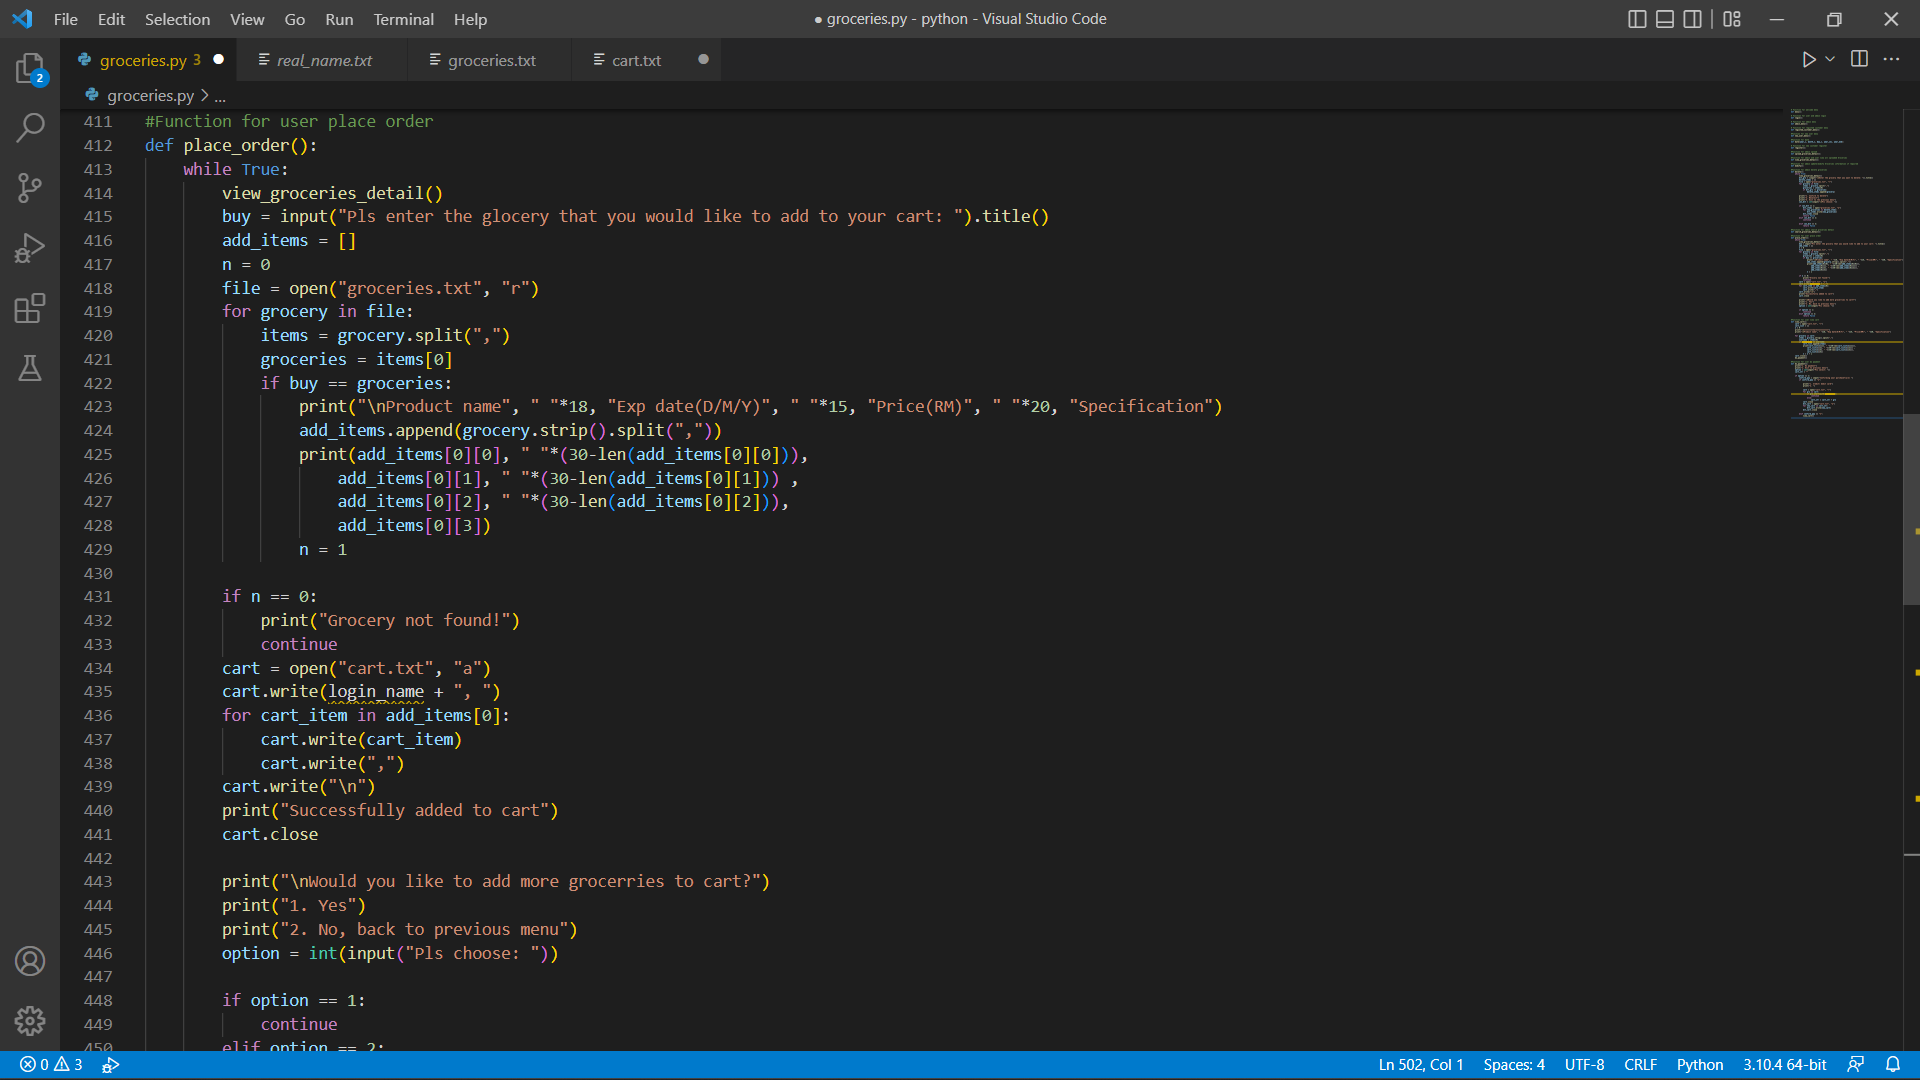 File Edit Selection View Go Run Terminal Help
● groceries.py - python - Visual Studio Code
groceries.py 3 ●
real_name.txt
groceries.txt
cart.txt ●
2
groceries.py > ...
411 #Function for user place order
412 def place_order():
413 while True:
414 view_groceries_detail()
415 buy = input("Pls enter the glocery that you would like to add to your cart: ").title()
416 add_items = []
417 n = 0
418 file = open("groceries.txt", "r")
419 for grocery in file:
420 items = grocery.split(",")
421 groceries = items[0]
422 if buy == groceries:
423 print("\nProduct name", " "*18, "Exp date(D/M/Y)", " "*15, "Price(RM)", " "*20, "Specification")
424 add_items.append(grocery.strip().split(","))
425 print(add_items[0][0], " "*(30-len(add_items[0][0])),
426 add_items[0][1], " "*(30-len(add_items[0][1])) ,
427 add_items[0][2], " "*(30-len(add_items[0][2])),
428 add_items[0][3])
429 n = 1
430
431 if n == 0:
432 print("Grocery not found!")
433 continue
434 cart = open("cart.txt", "a")
435 cart.write(login_name + ", ")
436 for cart_item in add_items[0]:
437 cart.write(cart_item)
438 cart.write(",")
439 cart.write("\n")
440 print("Successfully added to cart")
441 cart.close
442
443 print("\nWould you like to add more grocerries to cart?")
444 print("1. Yes")
445 print("2. No, back to previous menu")
446 option = int(input("Pls choose: "))
447
448 if option == 1:
449 continue
450 elif option == 2:
0 3 Ln 502, Col 1 Spaces: 4 UTF-8 CRLF Python 3.10.4 64-bit